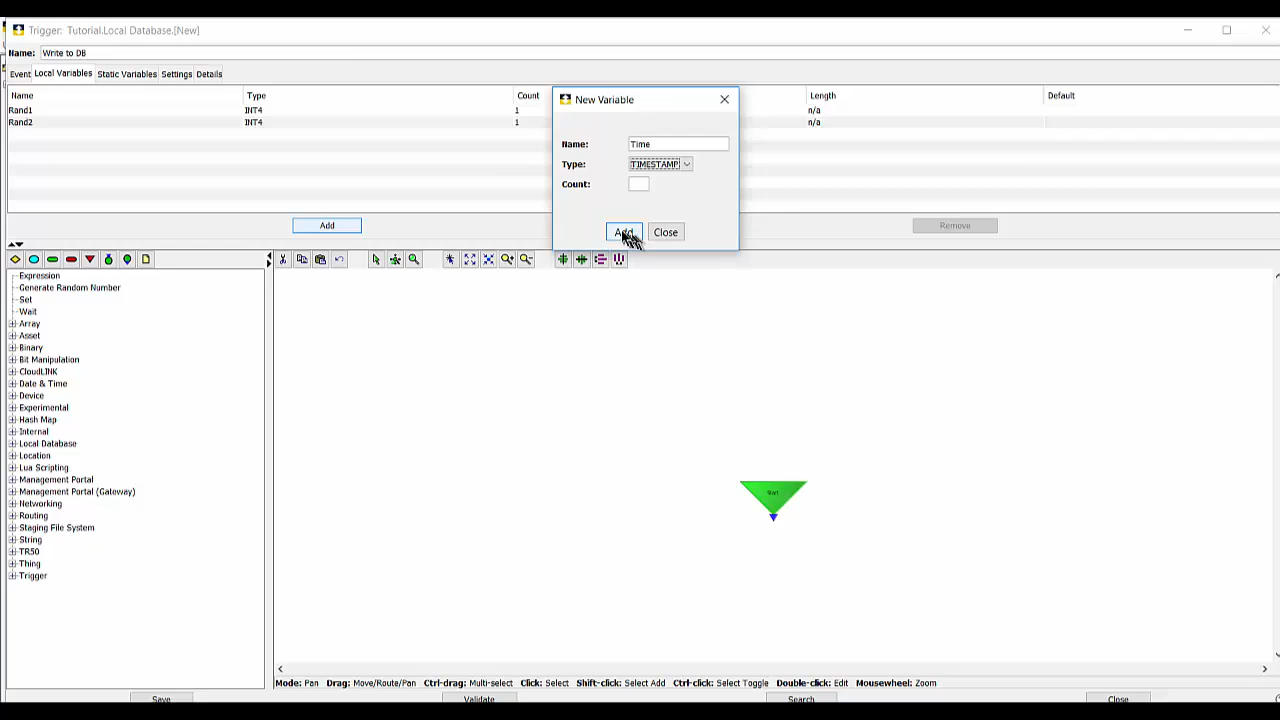 Trigger: Tutorial.Local Database.[New]
Name: Write to DB
Event Local Variables Static Variables Settings Details
Name Type Count Length Default
Rand1 INT4 1 n/a
Rand2 INT4 1 n/a
New Variable
Name: Time
Type: TIMESTAMP
Count:
Add Close
Add Remove
Expression
Generate Random Number
Set
Wait
Array
Asset
Binary
Bit Manipulation
CloudLINK
Date & Time
Device
Experimental
Hash Map
Internal
Local Database
Location
Lua Scripting
Management Portal
Management Portal (Gateway)
Networking
Routing
Staging File System
String
TR50
Thing
Trigger
Start
Mode: Pan Drag: Move/Route/Pan Ctrl-drag: Multi-select Click: Select Shift-click: Select Add Ctrl-click: Select Toggle Double-click: Edit Mousewheel: Zoom
Save Validate Search Close